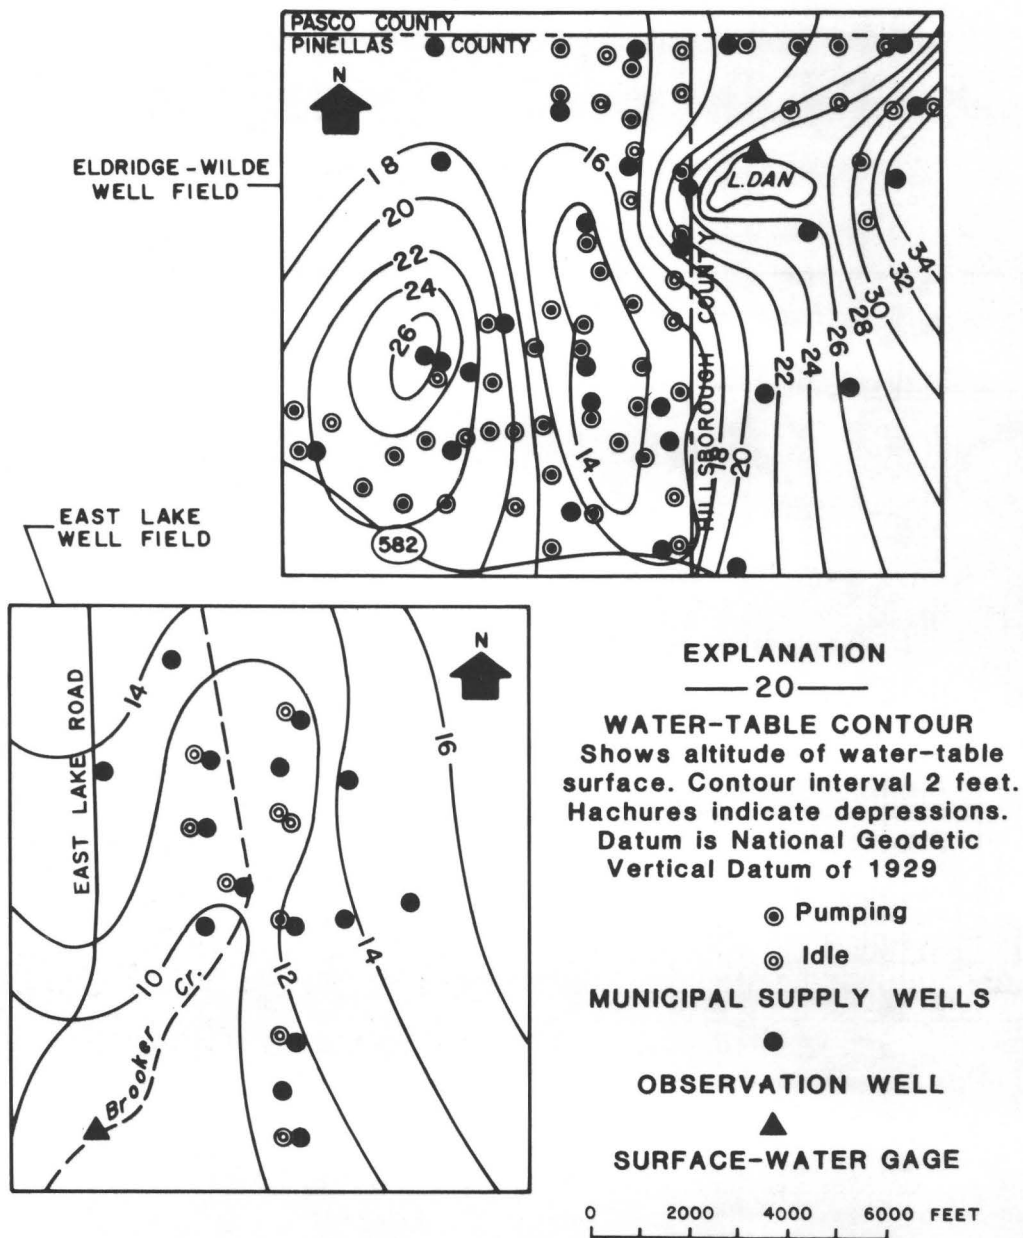 PASCO COUNTY
PINELLAS COUNTY
N
ELDRIDGE-WILDE
WELL FIELD
18
20
22
24
26
16
14
L.DAN
HILLSBOROUGH COUNTY
18
20
22
24
26
28
30
32
34
582
EAST LAKE
WELL FIELD
N
EAST LAKE ROAD
14
16
10
12
14
Brooker Cr.
EXPLANATION
20
WATER-TABLE CONTOUR
Shows altitude of water-table
surface. Contour interval 2 feet.
Hachures indicate depressions.
Datum is National Geodetic
Vertical Datum of 1929
Pumping
Idle
MUNICIPAL SUPPLY WELLS
OBSERVATION WELL
SURFACE-WATER GAGE
0 2000 4000 6000 FEET